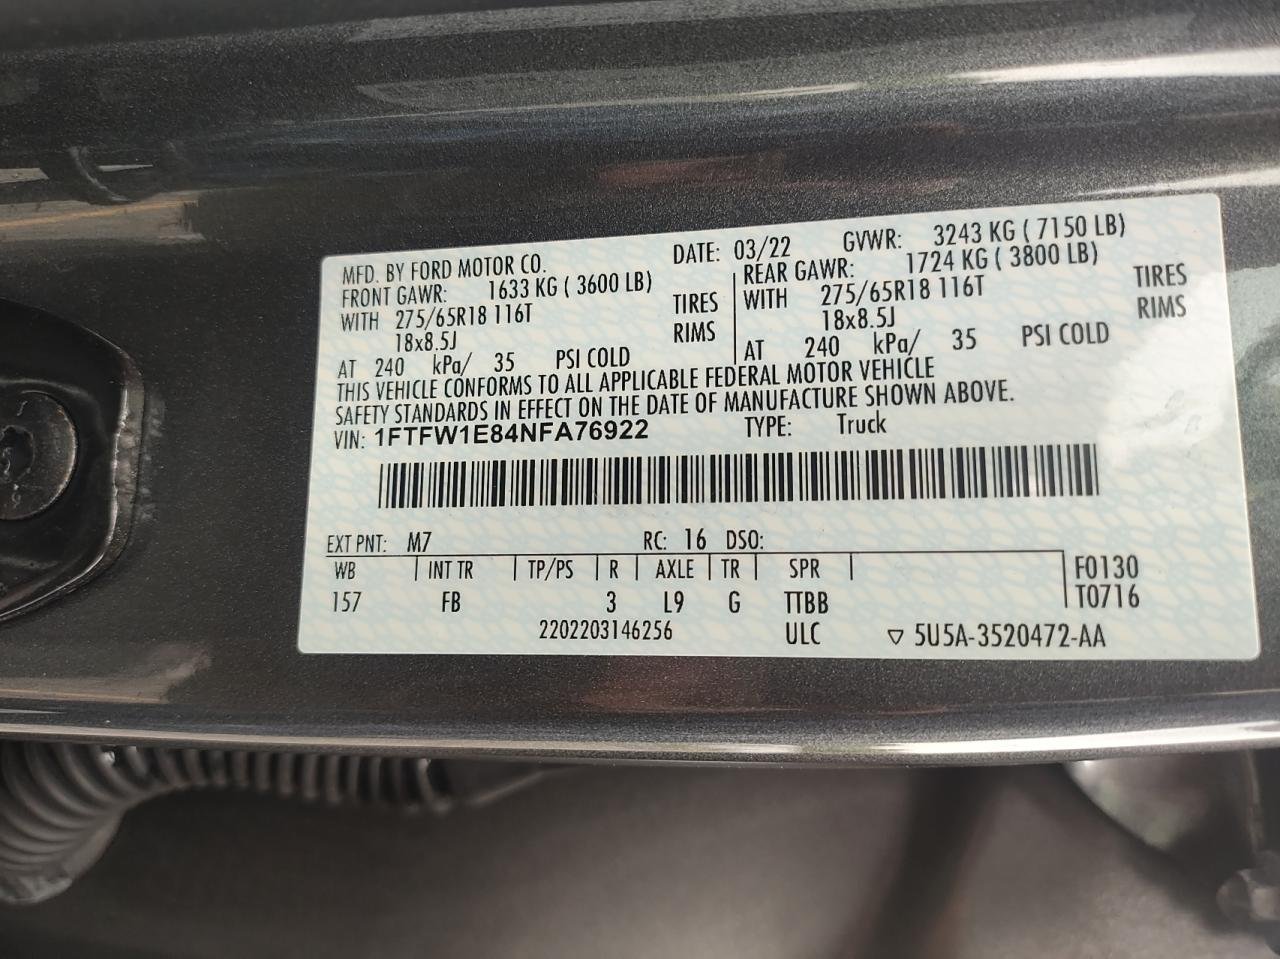 MFD. BY FORD MOTOR CO.
DATE: 03/22 GVWR: 3243 KG ( 7150 LB)
FRONT GAWR: 1633 KG ( 3600 LB)
WITH 275/65R18 116T TIRES
18x8.5J RIMS
AT 240 kPa/ 35 PSI COLD
REAR GAWR: 1724 KG ( 3800 LB)
WITH 275/65R18 116T TIRES
18x8.5J RIMS
AT 240 kPa/ 35 PSI COLD
THIS VEHICLE CONFORMS TO ALL APPLICABLE FEDERAL MOTOR VEHICLE
SAFETY STANDARDS IN EFFECT ON THE DATE OF MANUFACTURE SHOWN ABOVE.
VIN: 1FTFW1E84NFA76922 TYPE: Truck
EXT PNT: M7 RC: 16 DSO:
WB INT TR TP/PS R AXLE TR SPR F0130
157 FB 3 L9 G TTBB T0716
2202203146256 ULC ▽ 5U5A-3520472-AA